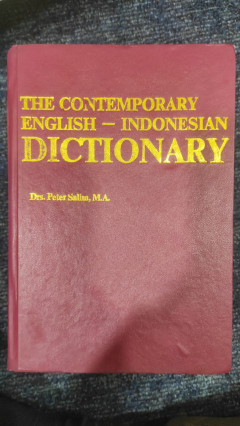 THE CONTEMPORARY
ENGLISH — INDONESIAN
DICTIONARY
Drs. Peter Salim, M.A.